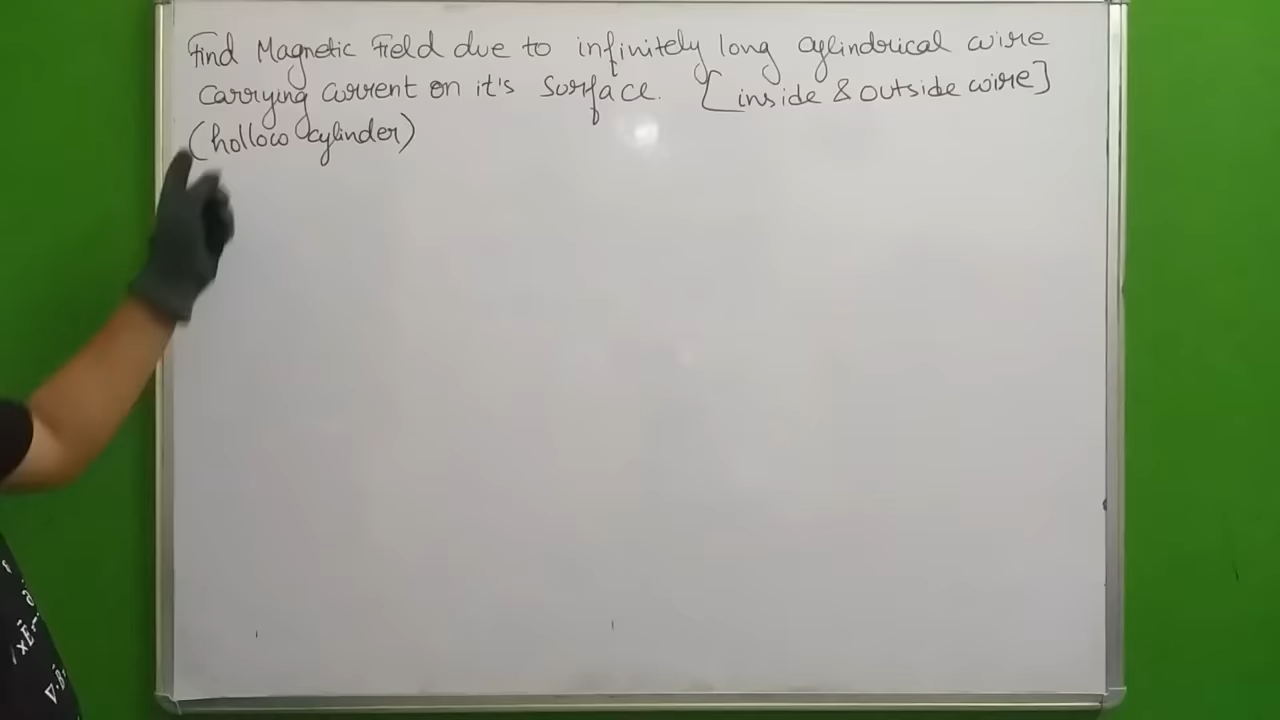 Find Magnetic Field due to infinitely long cylindrical wire
carrying current on it's surface. [inside & outside wire]
(hollow cylinder)
×E
∇·B